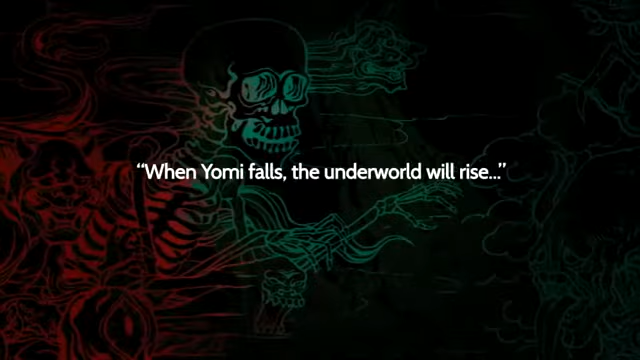 “When Yomi falls, the underworld will rise...”